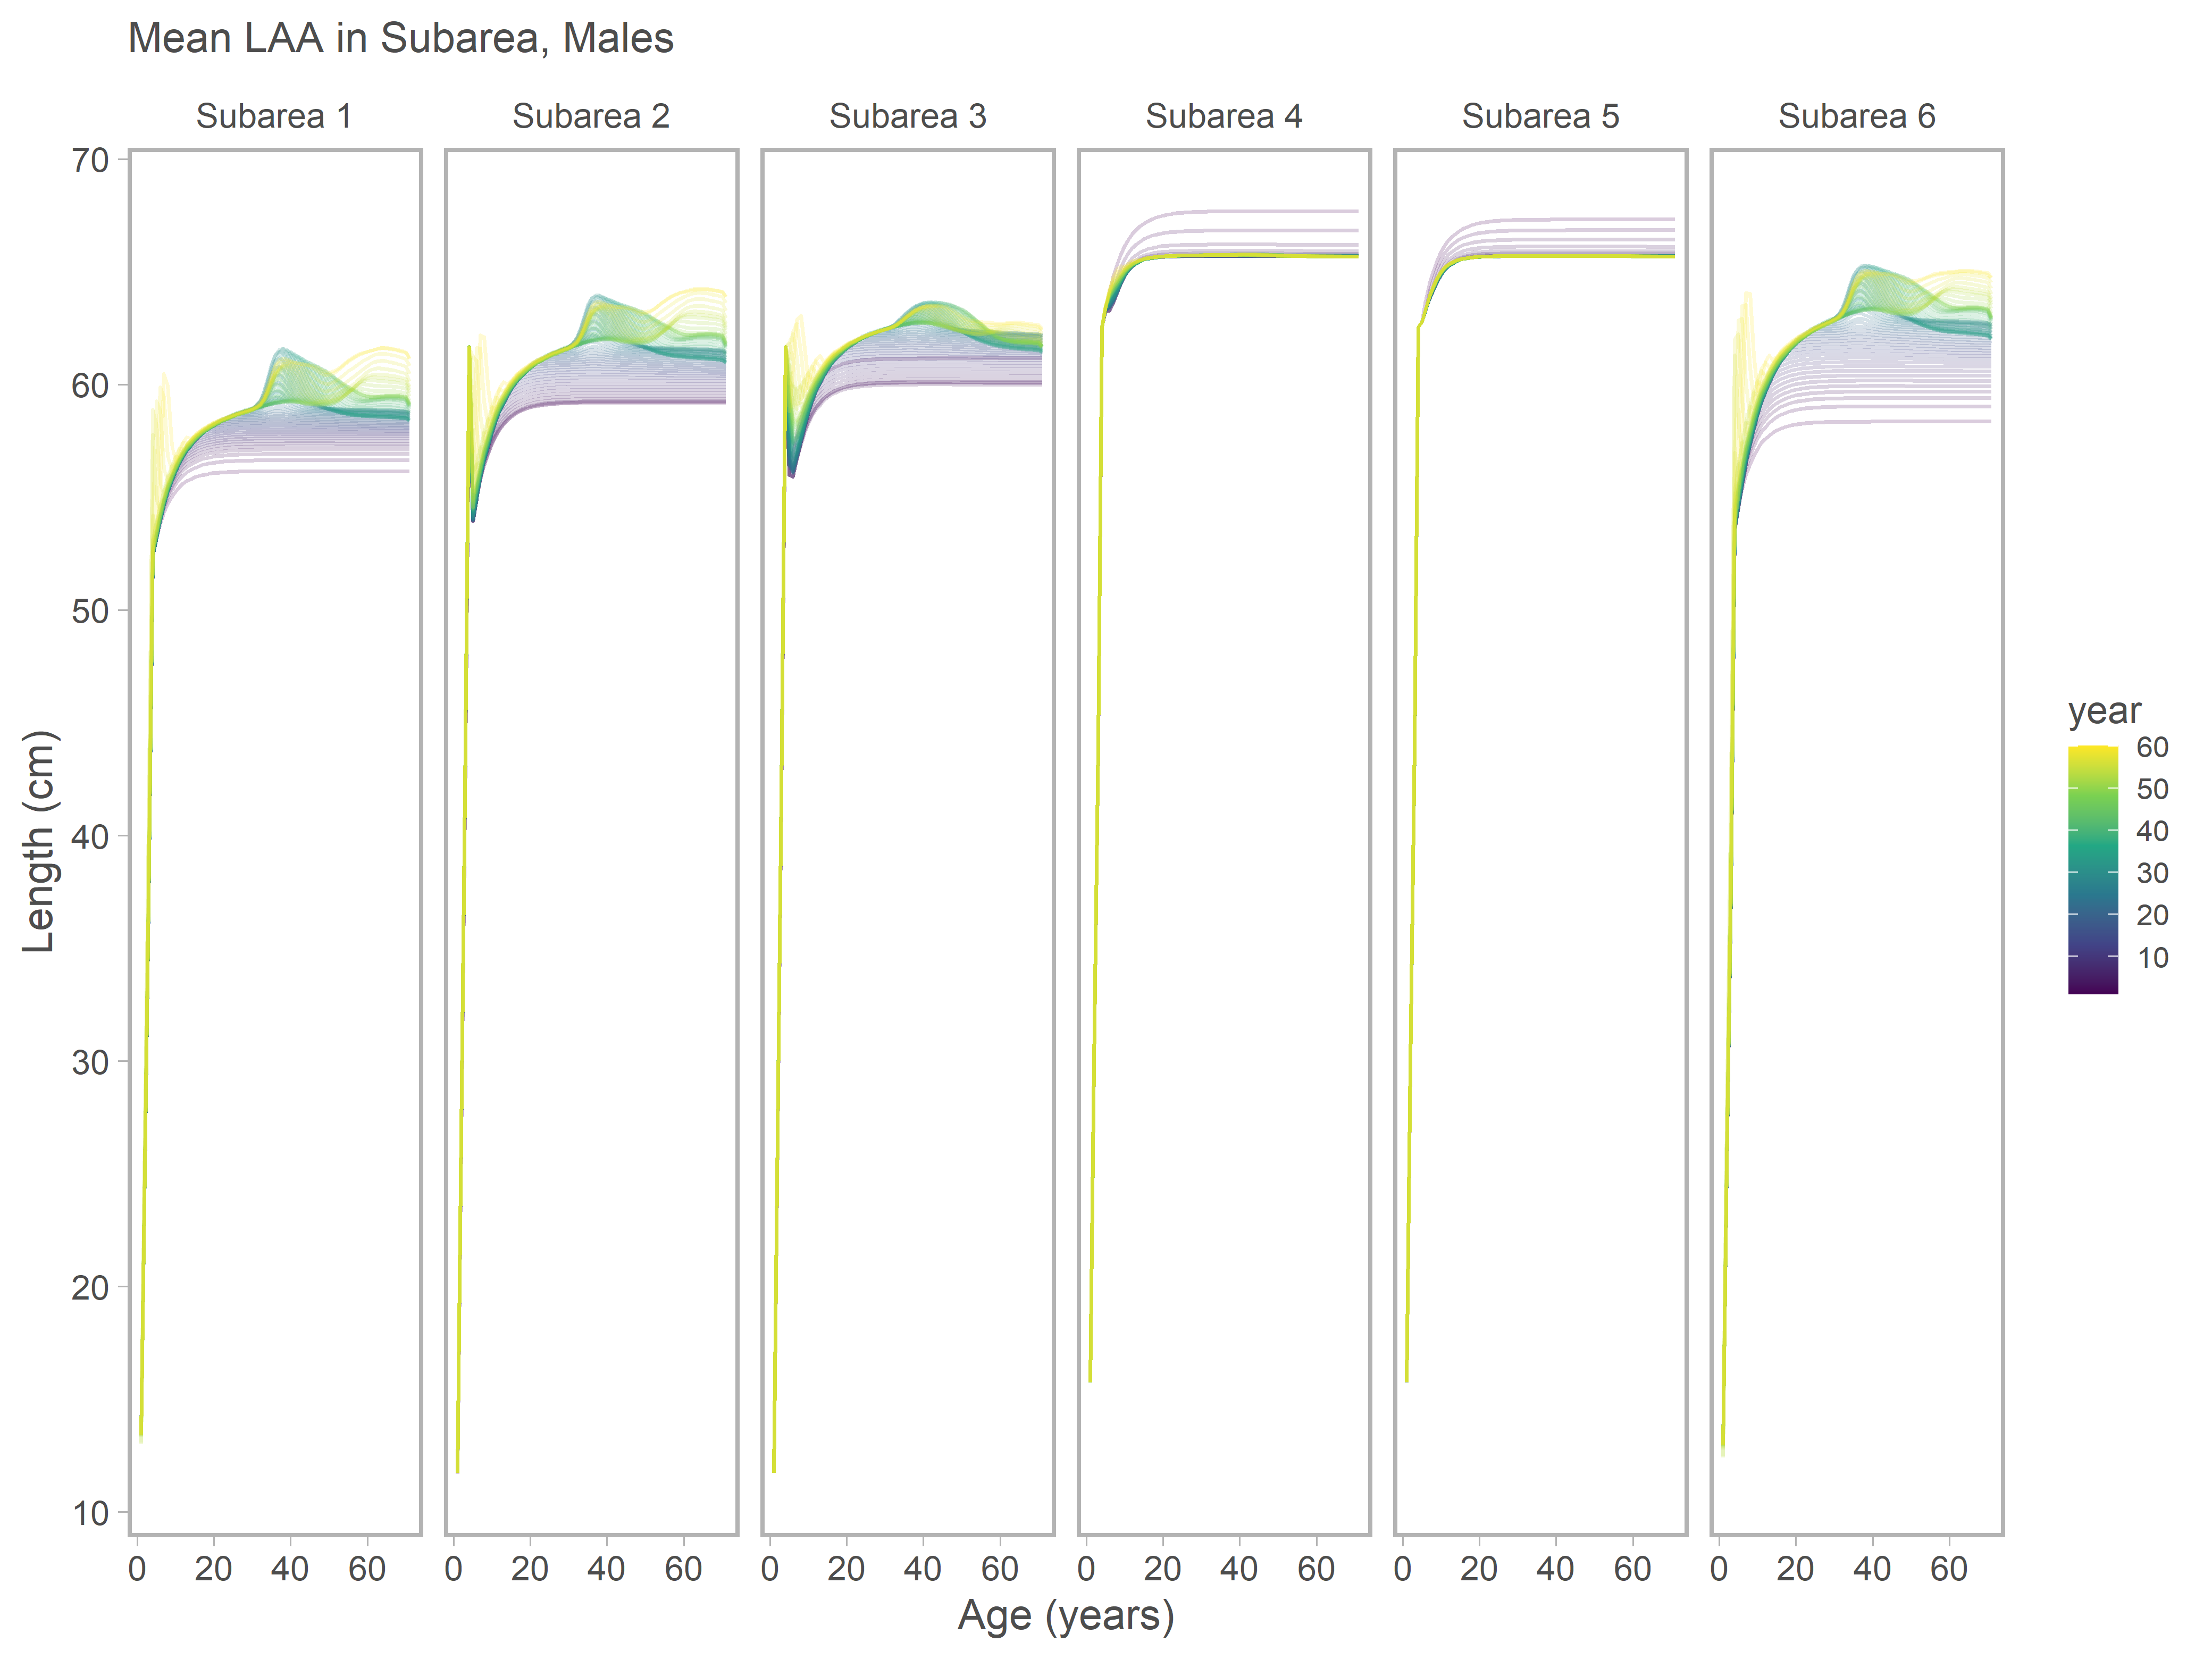 Mean LAA in Subarea, Males
Subarea 1
Subarea 2
Subarea 3
Subarea 4
Subarea 5
Subarea 6
70
60
50
40
30
20
10
Length (cm)
0 20 40 60
0 20 40 60
0 20 40 60
0 20 40 60
0 20 40 60
0 20 40 60
Age (years)
year
60
50
40
30
20
10